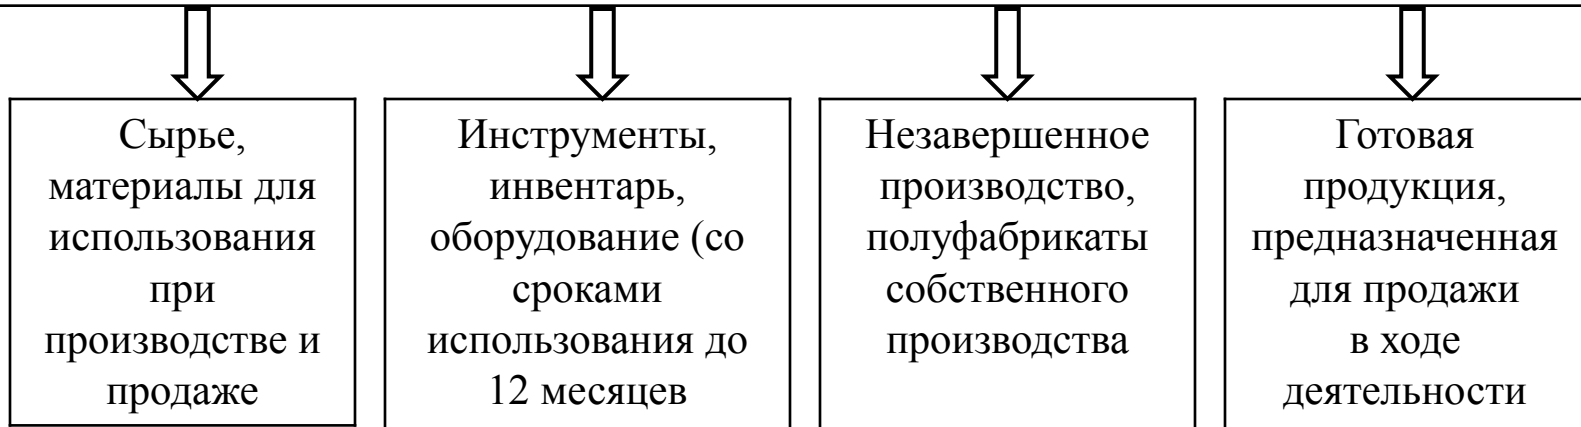 Сырье,
материалы для
использования
при
производстве и
продаже
Инструменты,
инвентарь,
оборудование (со
сроками
использования до
12 месяцев
Незавершенное
производство,
полуфабрикаты
собственного
производства
Готовая
продукция,
предназначенная
для продажи
в ходе
деятельности